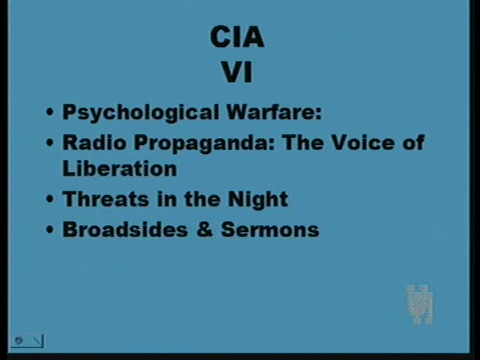 CIA
VI
• Psychological Warfare:
• Radio Propaganda: The Voice of
Liberation
• Threats in the Night
• Broadsides & Sermons